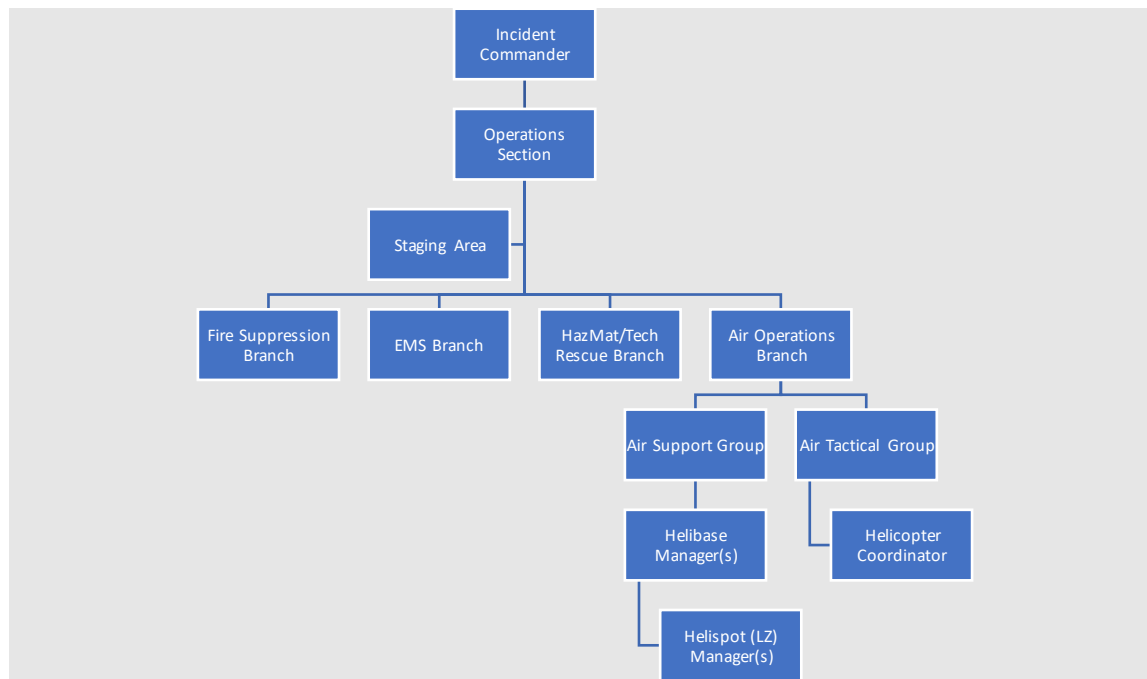 Incident
Commander
Operations
Section
Staging Area
Fire Suppression
Branch
EMS Branch
HazMat/Tech
Rescue Branch
Air Operations
Branch
Air Support Group
Air Tactical Group
Helibase
Manager(s)
Helicopter
Coordinator
Helispot (LZ)
Manager(s)